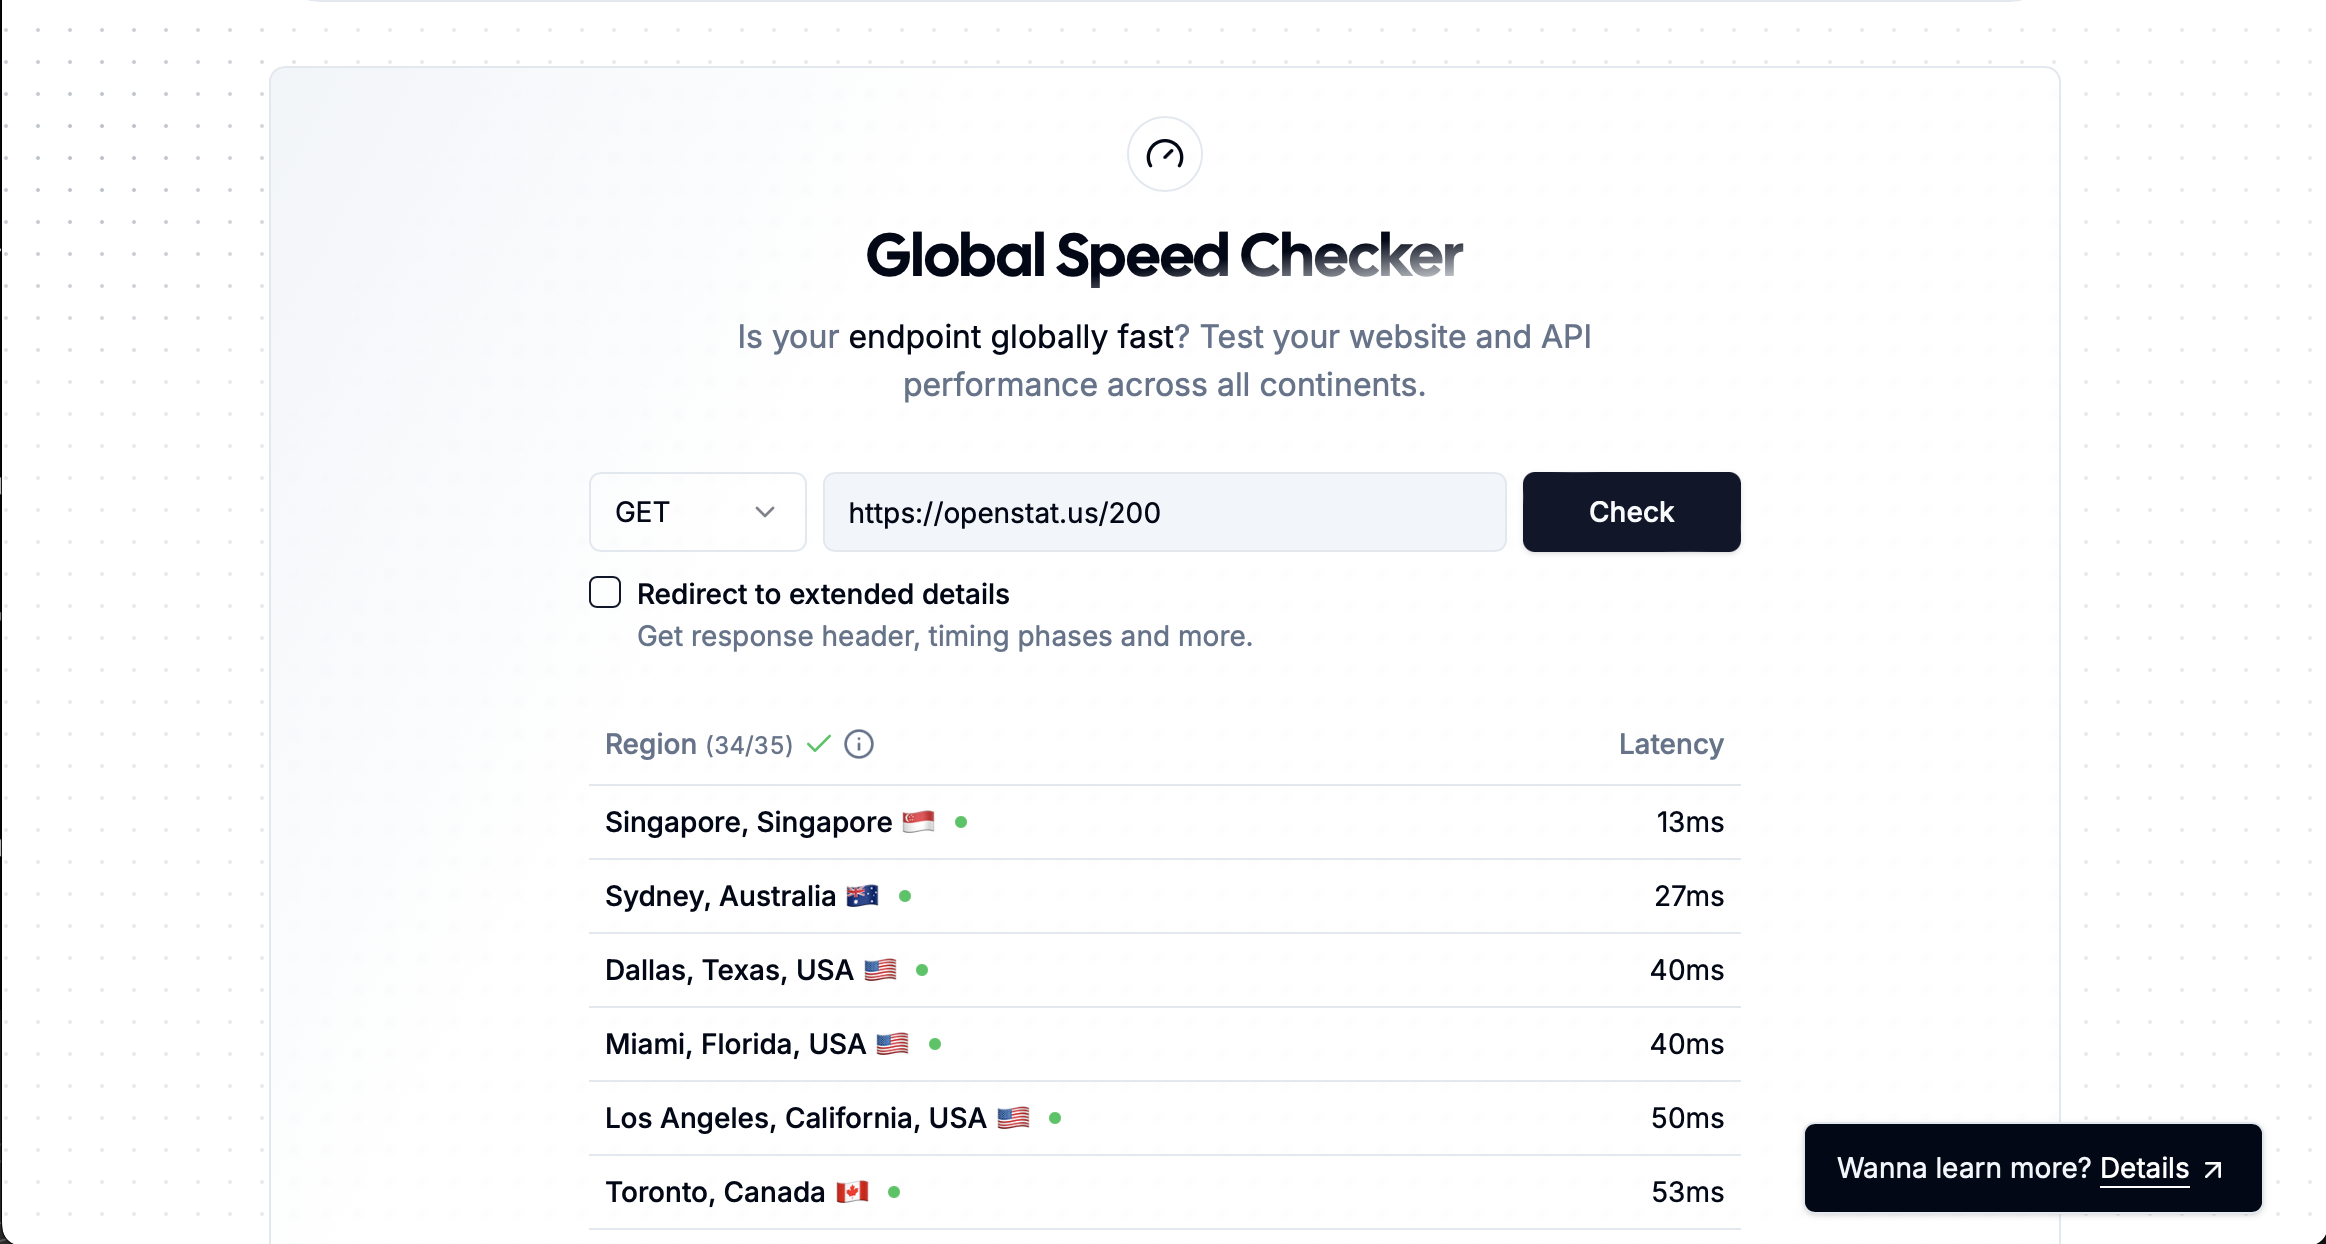 Global Speed Checker
Is your endpoint globally fast? Test your website and API
performance across all continents.
GET
https://openstat.us/200
Check
Redirect to extended details
Get response header, timing phases and more.
Region (34/35) Latency
Singapore, Singapore 🇸🇬 13ms
Sydney, Australia 🇦🇺 27ms
Dallas, Texas, USA 🇺🇸 40ms
Miami, Florida, USA 🇺🇸 40ms
Los Angeles, California, USA 🇺🇸 50ms
Toronto, Canada 🇨🇦 53ms
Wanna learn more? Details